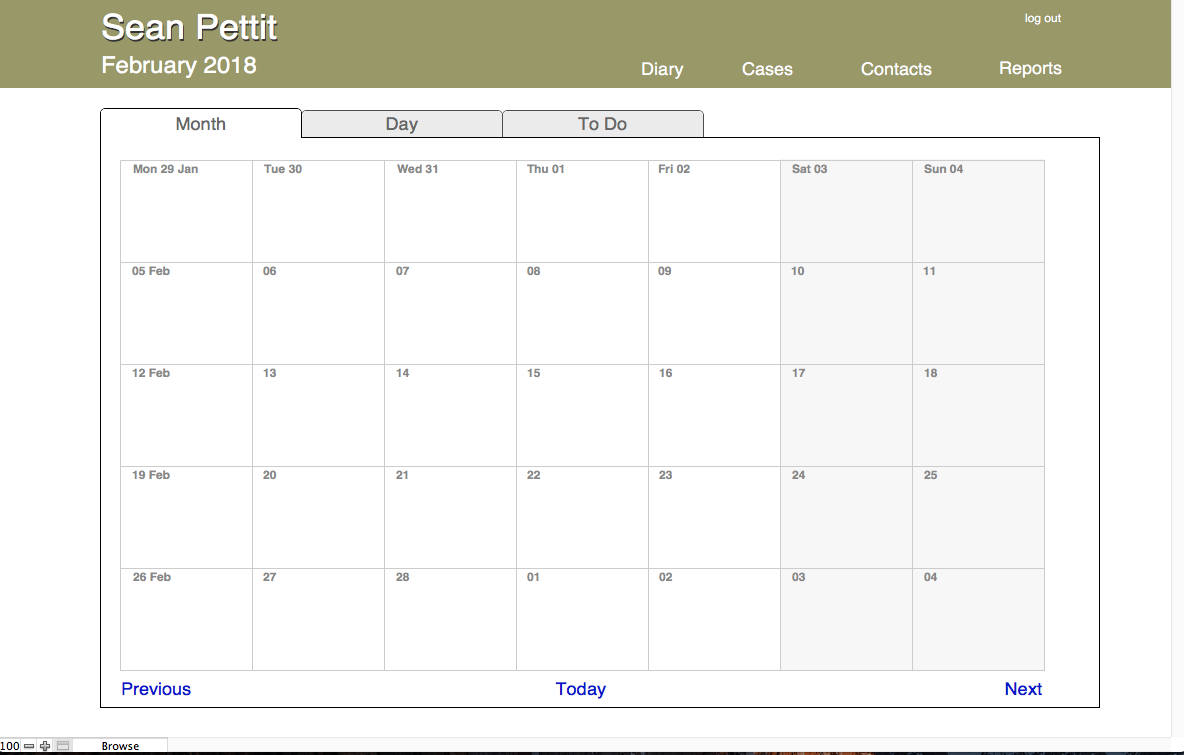 Sean Pettit
log out
February 2018
Diary Cases Contacts Reports
Month Day To Do
Mon 29 Jan Tue 30 Wed 31 Thu 01 Fri 02 Sat 03 Sun 04
05 Feb 06 07 08 09 10 11
12 Feb 13 14 15 16 17 18
19 Feb 20 21 22 23 24 25
26 Feb 27 28 01 02 03 04
Previous Today Next
100 Browse